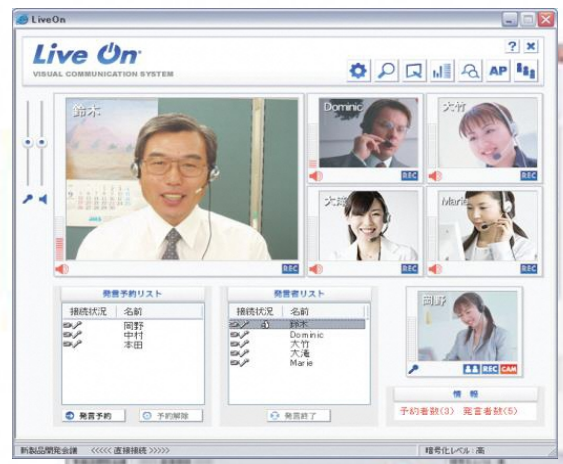 LiveOn
Live On
VISUAL COMMUNICATION SYSTEM
? ×
AP
鈴木
REC
Dominic
REC
大竹
REC
大滝
REC
Marie
REC
発言予約リスト
接続状況 名前
岡野
中村
本田
発言予約
予約解除
発言者リスト
接続状況 名前
鈴木
Dominic
大竹
大滝
Marie
発言終了
岡野
REC CAM
情 報
予約者数(3) 発言者数(5)
新製品開発会議 <<<<< 直接接続 >>>>>
暗号化レベル : 高